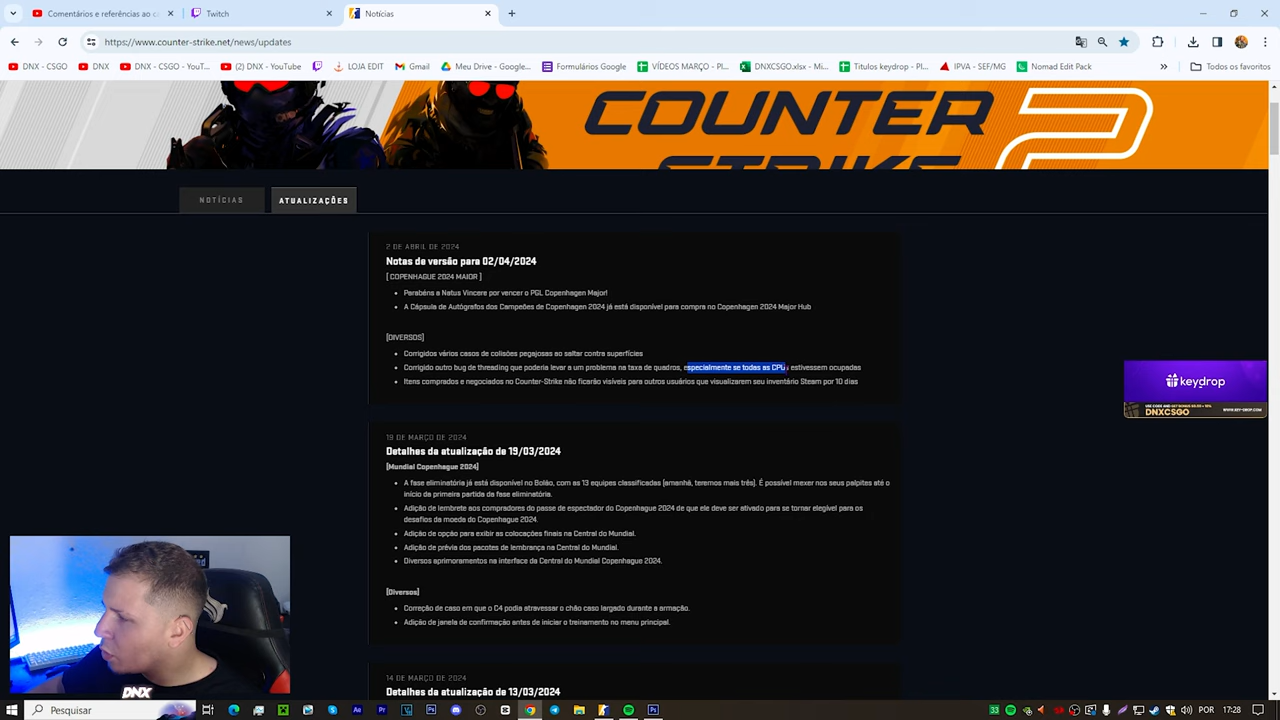 Comentários e referências ao c
Twitch
Notícias
https://www.counter-strike.net/news/updates
DNX - CSGO
DNX
DNX - CSGO - YouT...
(2) DNX - YouTube
LOJA EDIT
Gmail
Meu Drive - Google...
Formulários Google
VÍDEOS MARÇO - Pl...
DNXCSGO.xlsx - Mi...
Titulos keydrop - Pl...
IPVA - SEF/MG
Nomad Edit Pack
Todos os favoritos
COUNTER
STRIKE 2
NOTÍCIAS
ATUALIZAÇÕES
2 DE ABRIL DE 2024
Notas de versão para 02/04/2024
[ COPENHAGUE 2024 MAIOR ]
Parabéns a Natus Vincere por vencer o PGL Copenhagen Major!
A Cápsula de Autógrafos dos Campeões de Copenhagen 2024 já está disponível para compra no Copenhagen 2024 Major Hub
[DIVERSOS]
Corrigidos vários casos de colisões pegajosas ao saltar contra superfícies
Corrigido outro bug de threading que poderia levar a um problema na taxa de quadros, especialmente se todas as CPUs estivessem ocupadas
Itens comprados e negociados no Counter-Strike não ficarão visíveis para outros usuários que visualizarem seu inventário Steam por 10 dias
keydrop
DNXCSGO
WWW.KEY-DROP.COM
19 DE MARÇO DE 2024
Detalhes da atualização de 19/03/2024
[Mundial Copenhague 2024]
A fase eliminatória já está disponível no Bolão, com as 13 equipes classificadas (amanhã, teremos mais três). É possível mexer nos seus palpites até o
início da primeira partida da fase eliminatória.
Adição de lembrete aos compradores do passe de espectador do Copenhague 2024 de que ele deve ser ativado para se tornar elegível para os
desafios da moeda do Copenhague 2024.
Adição de opção para exibir as colocações finais na Central do Mundial.
Adição de prévia dos pacotes de lembrança na Central do Mundial.
Diversos aprimoramentos na interface da Central do Mundial Copenhague 2024.
[Diversos]
Correção de caso em que o C4 podia atravessar o chão caso largado durante a armação.
Adição de janela de confirmação antes de iniciar o treinamento no menu principal.
14 DE MARÇO DE 2024
Detalhes da atualização de 13/03/2024
DNX
Pesquisar
33
POR
17:28